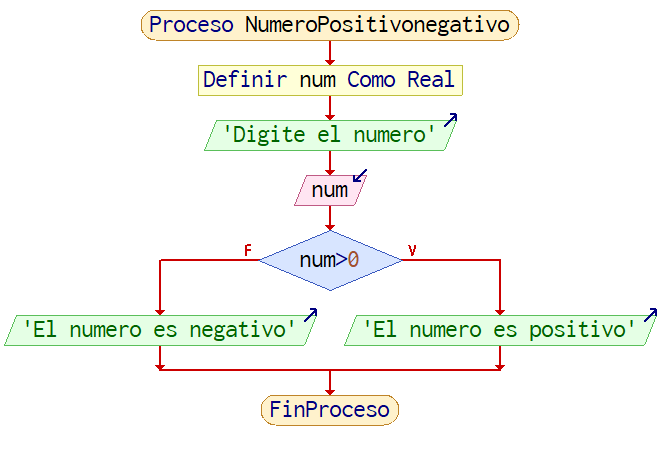 Proceso NumeroPositivonegativo
Definir num Como Real
'Digite el numero'
num
F
V
num>0
'El numero es negativo'
'El numero es positivo'
FinProceso